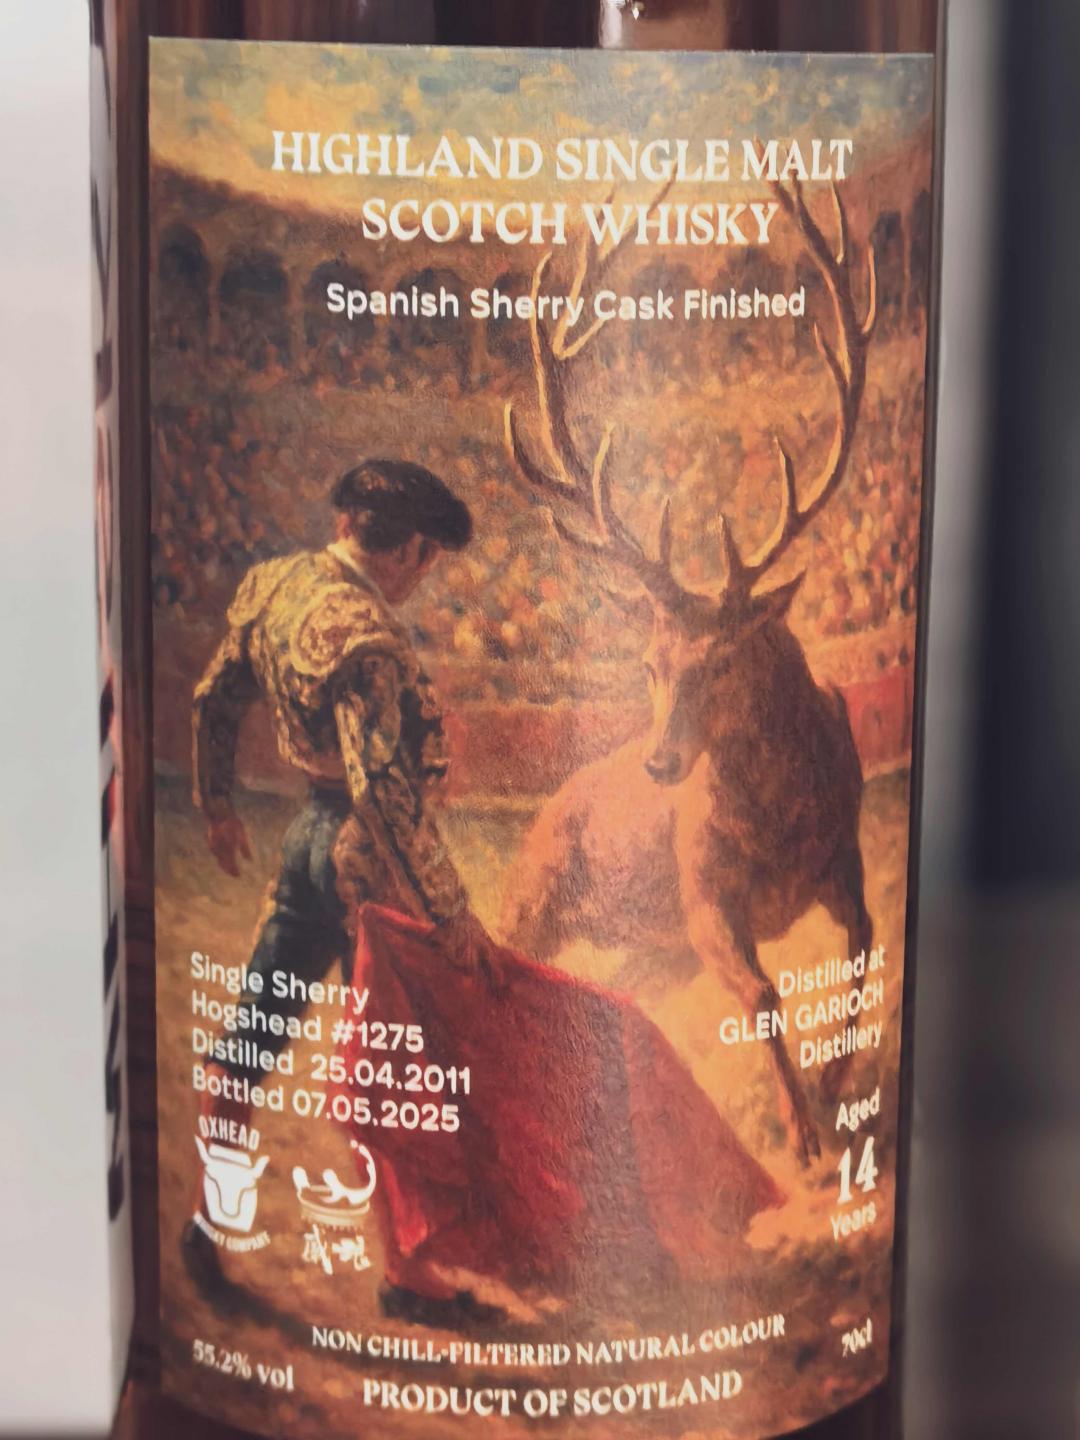 HIGHLAND SINGLE MALT
SCOTCH WHISKY
Spanish Sherry Cask Finished
Single Sherry
Hogshead #1275
Distilled 25.04.2011
Bottled 07.05.2025
Distilled at
GLEN GARIOCH
Distillery
Aged
14
Years
OXHEAD
COMPANY
NON CHILL-FILTERED NATURAL COLOUR
55.2% vol
70cl
PRODUCT OF SCOTLAND